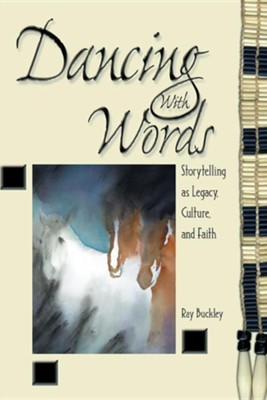 Dancing
With
Words
Storytelling
as Legacy,
Culture,
and Faith
Ray Buckley